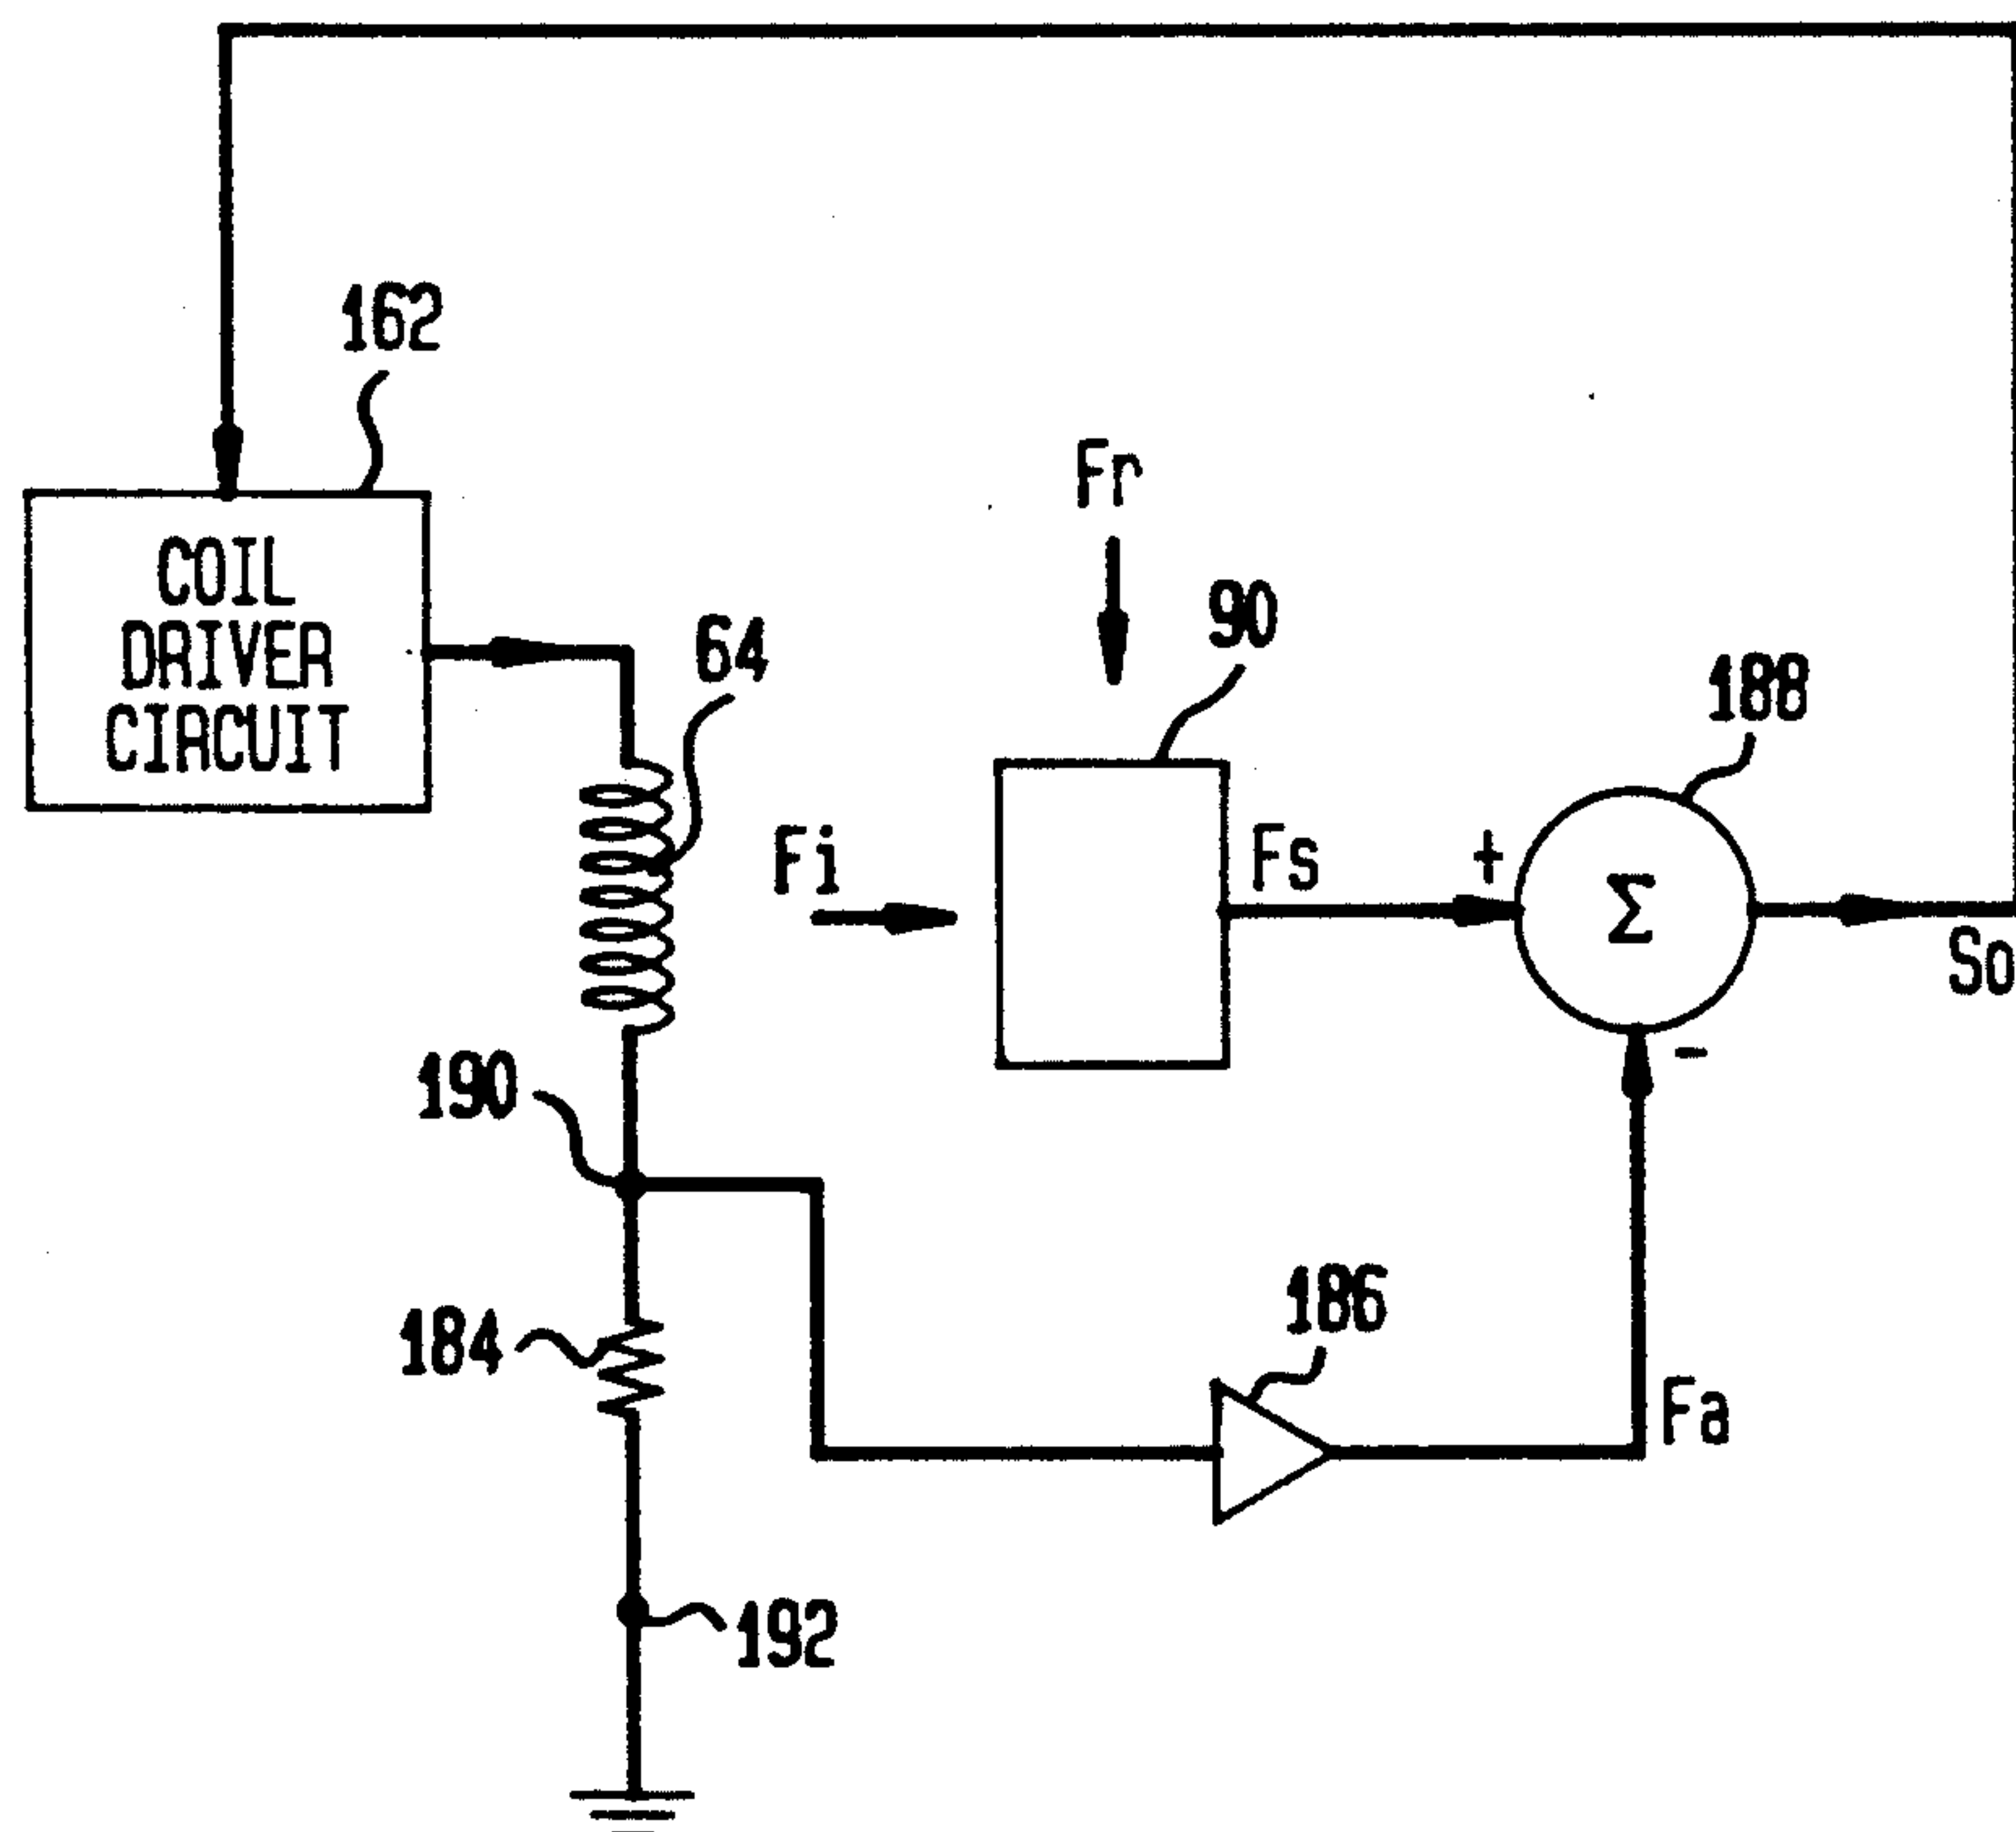 162
COIL
DRIVER
CIRCUIT
64
Fr
90
188
Fi
Fs
+
Σ
So
190
-
184
186
Fa
192